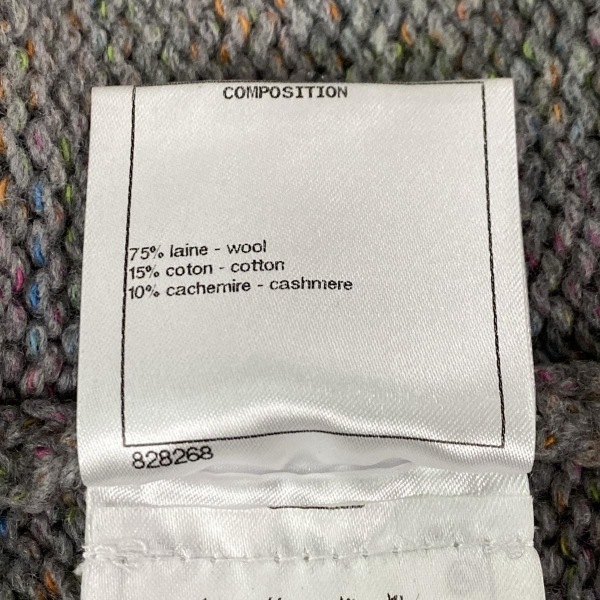 COMPOSITION
75% laine - wool
15% coton - cotton
10% cachemire - cashmere
828268